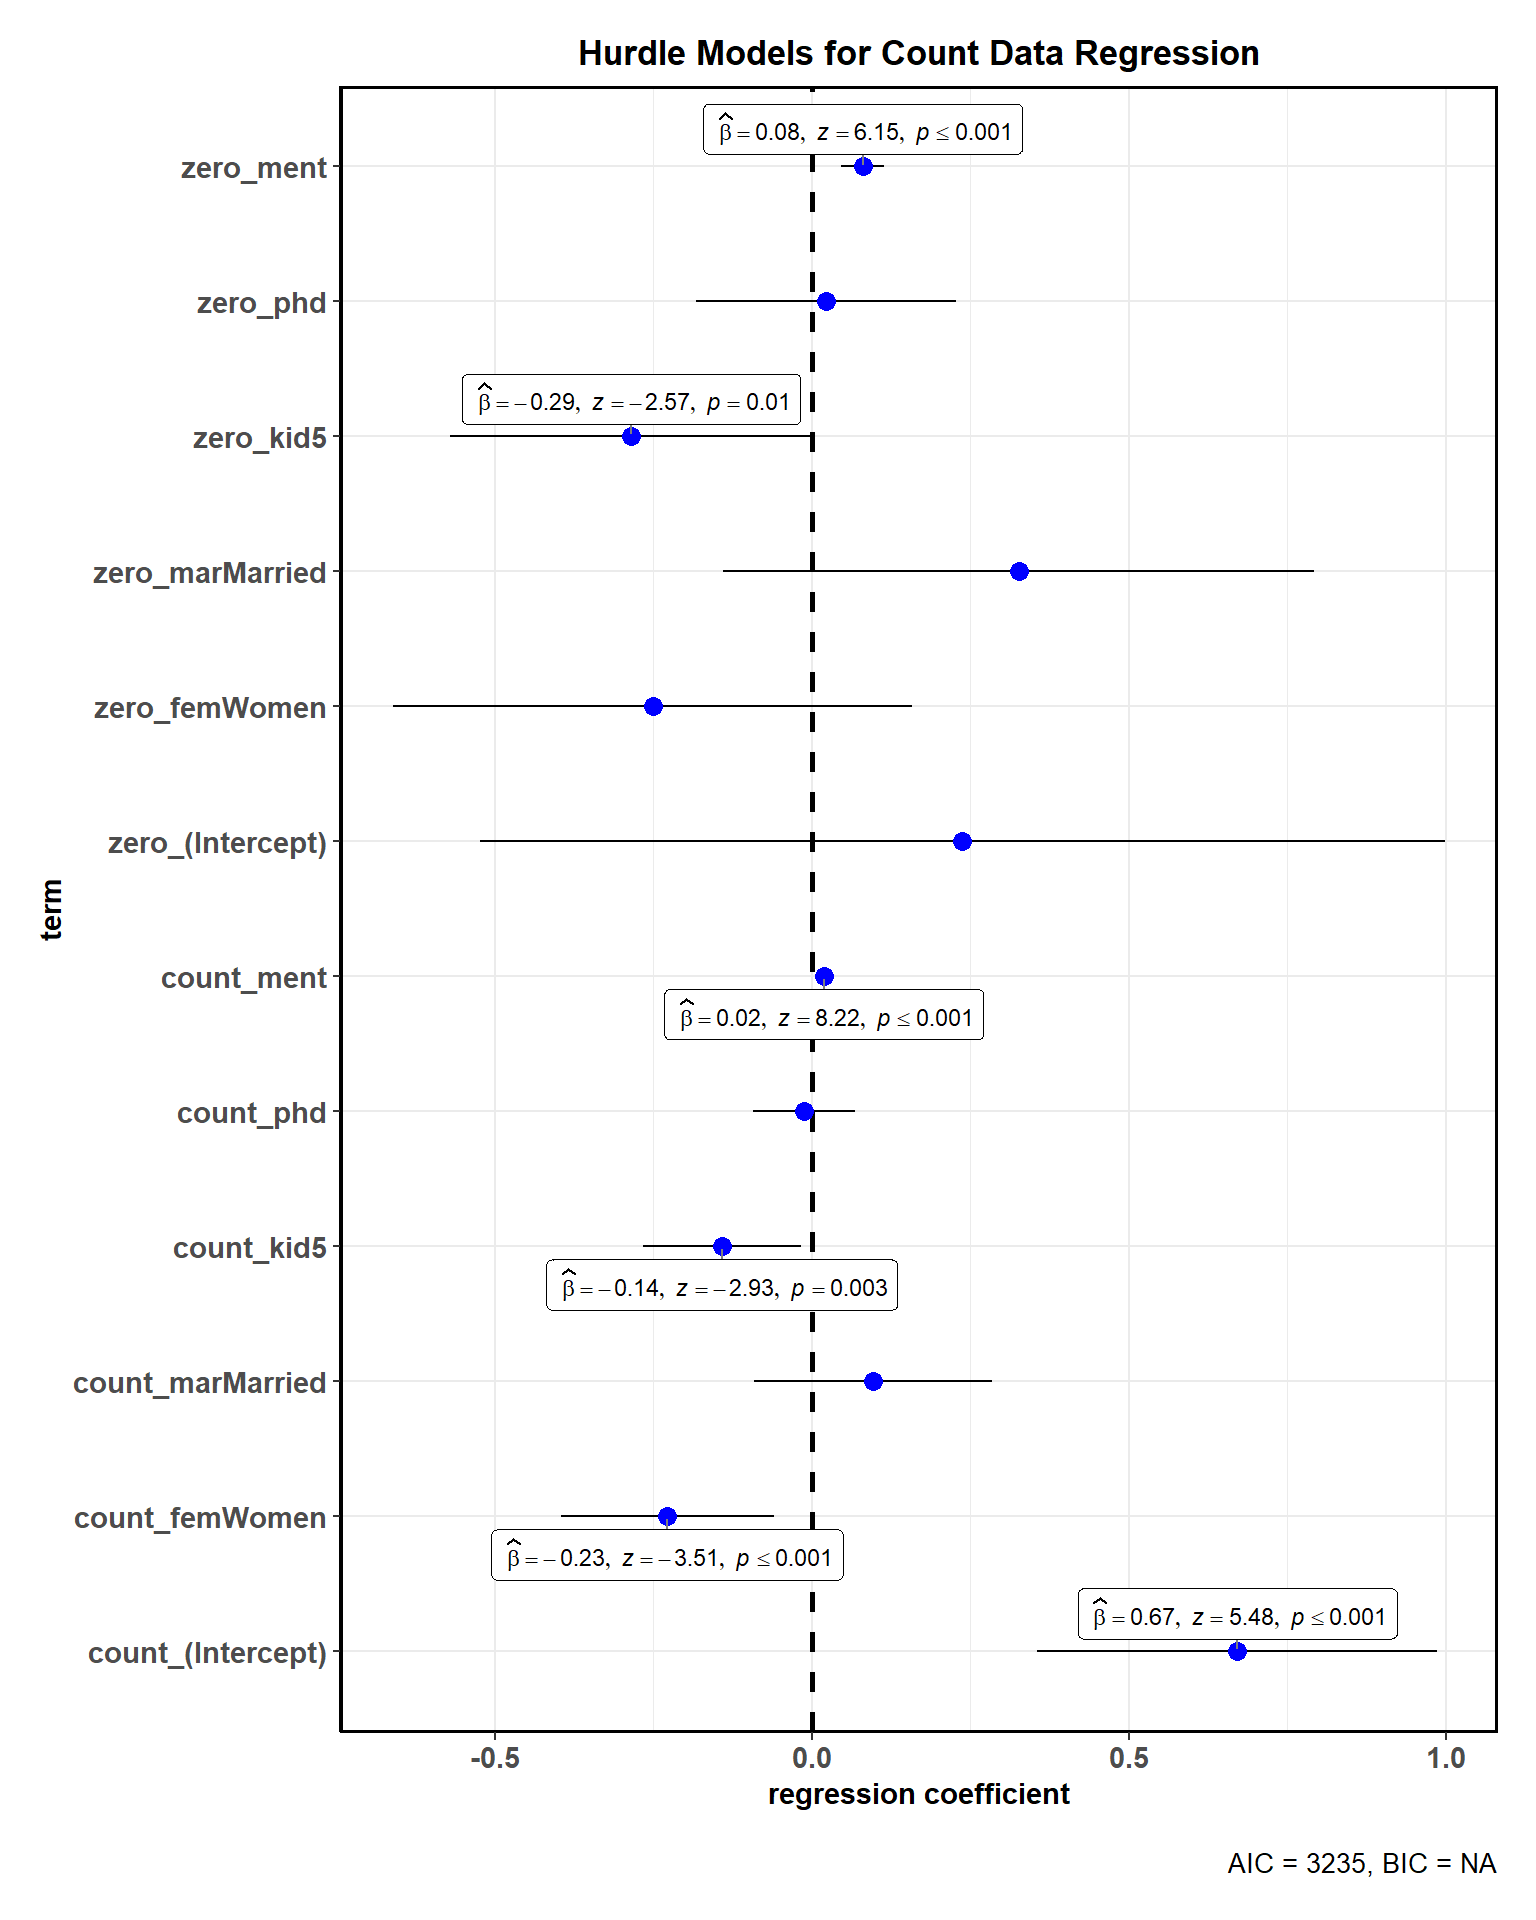 Hurdle Models for Count Data Regression
β̂ = 0.08, z = 6.15, p ≤ 0.001
zero_ment
zero_phd
β̂ = −0.29, z = −2.57, p = 0.01
zero_kid5
zero_marMarried
zero_femWomen
zero_(Intercept)
term
count_ment
β̂ = 0.02, z = 8.22, p ≤ 0.001
count_phd
count_kid5
β̂ = −0.14, z = −2.93, p = 0.003
count_marMarried
count_femWomen
β̂ = −0.23, z = −3.51, p ≤ 0.001
β̂ = 0.67, z = 5.48, p ≤ 0.001
count_(Intercept)
-0.5 0.0 0.5 1.0
regression coefficient
AIC = 3235, BIC = NA